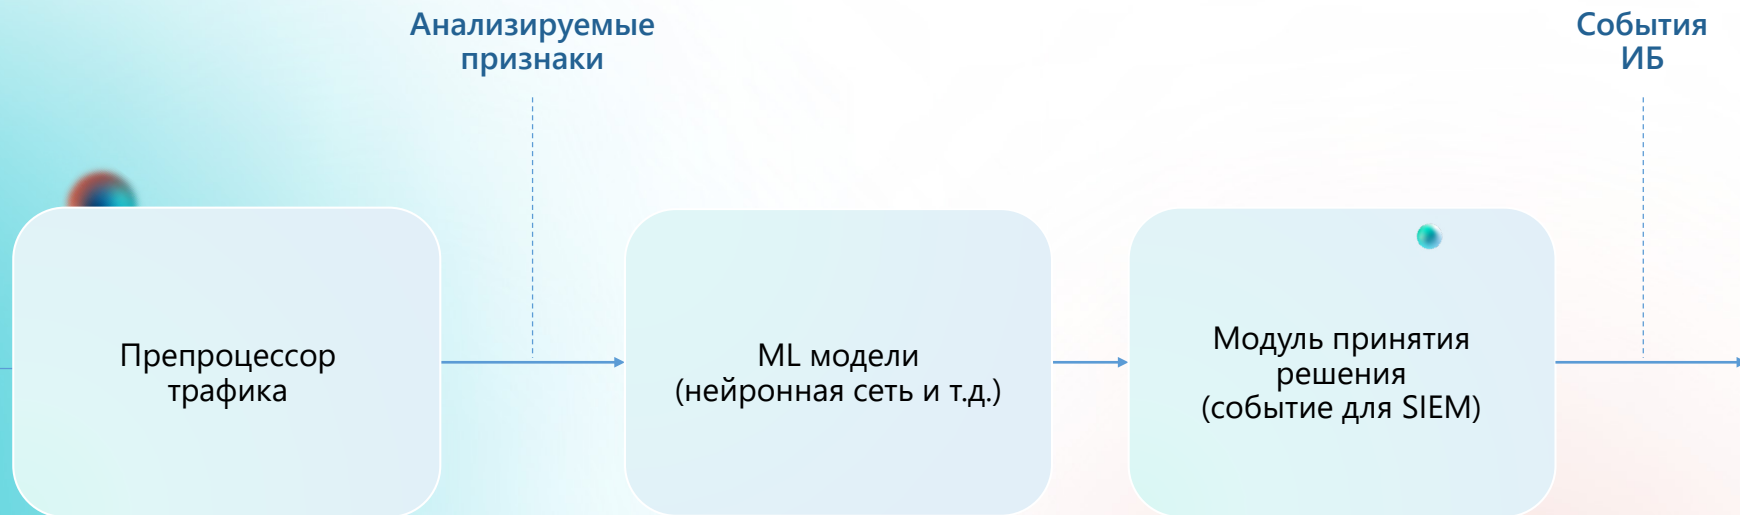 Анализируемые
признаки
События
ИБ
Препроцессор
трафика
ML модели
(нейронная сеть и т.д.)
Модуль принятия
решения
(событие для SIEM)